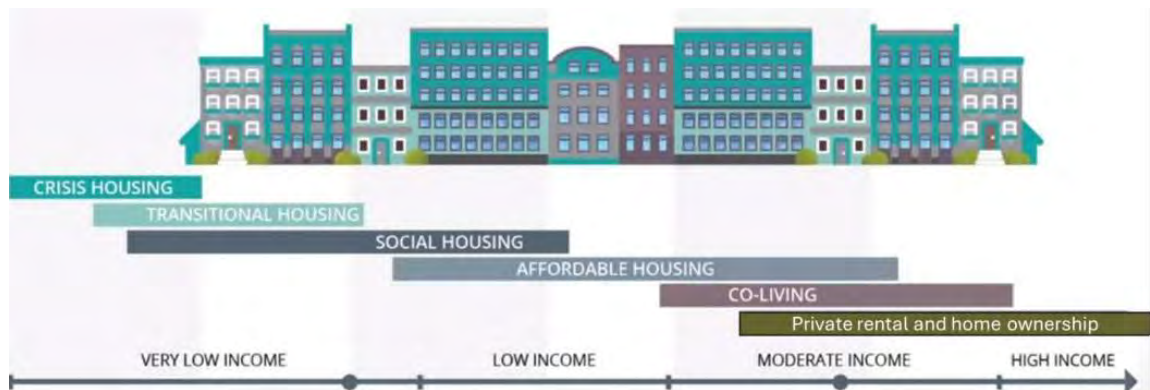 CRISIS HOUSING
TRANSITIONAL HOUSING
SOCIAL HOUSING
AFFORDABLE HOUSING
CO-LIVING
Private rental and home ownership
VERY LOW INCOME
LOW INCOME
MODERATE INCOME
HIGH INCOME